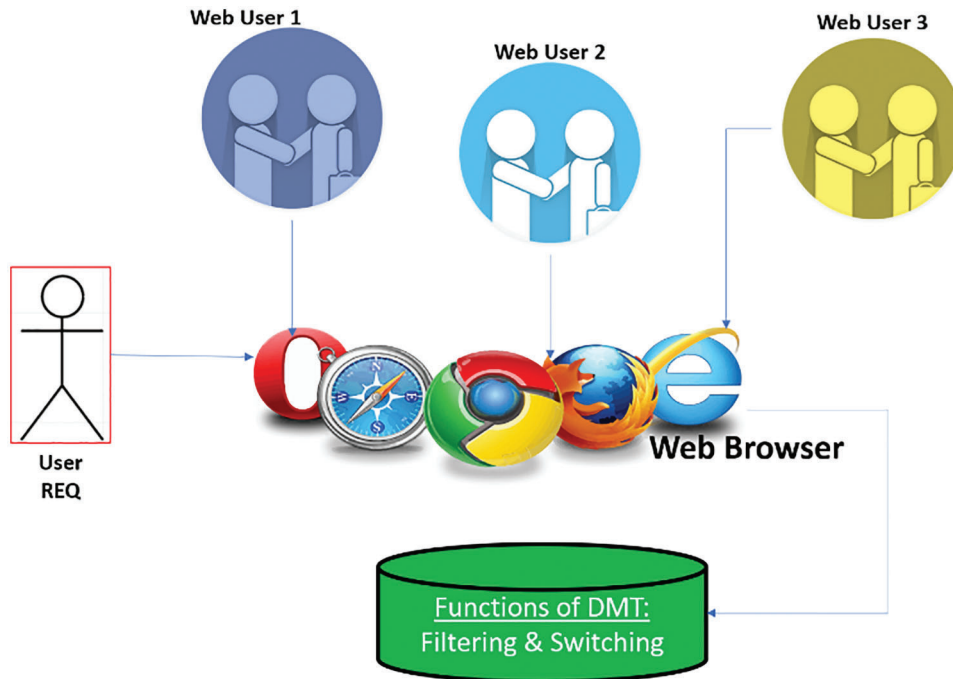 Web User 1
Web User 2
Web User 3
User
REQ
N
E
S
W
Web Browser
Functions of DMT:
Filtering & Switching